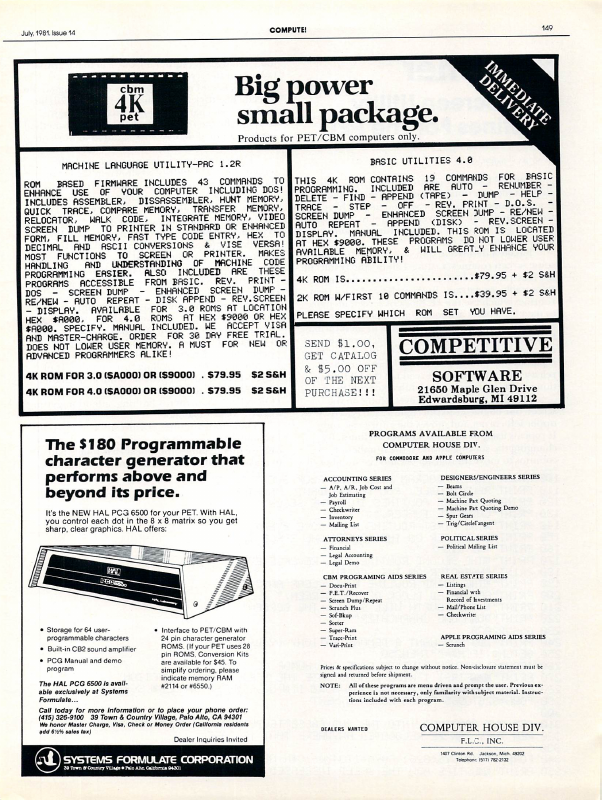 July, 1981. Issue 14
COMPUTE!
149
cbm
4K
pet
Big power
small package.
Products for PET/CBM computers only.
IMMEDIATE
DELIVERY
MACHINE LANGUAGE UTILITY-PAC 1.2R
ROM BASED FIRMWARE INCLUDES 43 COMMANDS TO
ENHANCE USE OF YOUR COMPUTER INCLUDING DOS!
INCLUDES ASSEMBLER, DISSASSEMBLER, HUNT MEMORY,
QUICK TRACE, COMPARE MEMORY, TRANSFER MEMORY,
RELOCATOR, WALK CODE, INTEGRATE MEMORY, VIDEO
SCREEN DUMP TO PRINTER IN STANDARD OR ENHANCED
FORM, FILL MEMORY, FAST TYPE CODE ENTRY, HEX TO
DECIMAL AND ASCII CONVERSIONS & VISE VERSA!
MOST FUNCTIONS TO SCREEN OR PRINTER. MAKES
HANDLING AND UNDERSTANDING OF MACHINE CODE
PROGRAMMING EASIER. ALSO INCLUDED ARE THESE
PROGRAMS ACCESSIBLE FROM BASIC. REV. PRINT -
DOS - SCREEN DUMP - ENHANCED SCREEN DUMP -
RE/NEW - AUTO REPEAT - DISK APPEND - REV.SCREEN
- DISPLAY. AVAILABLE FOR 3.0 ROMS AT LOCATION
HEX $A000. FOR 4.0 ROMS AT HEX $9000 OR HEX
$A000. SPECIFY. MANUAL INCLUDED. WE ACCEPT VISA
AND MASTER-CHARGE. ORDER FOR 30 DAY FREE TRIAL.
DOES NOT LOWER USER MEMORY. A MUST FOR NEW OR
ADVANCED PROGRAMMERS ALIKE!
4K ROM FOR 3.0 ($A000) OR ($9000) . $79.95 $2 S&H
4K ROM FOR 4.0 ($A000) OR ($9000) . $79.95 $2 S&H
BASIC UTILITIES 4.0
THIS 4K ROM CONTAINS 19 COMMANDS FOR BASIC
PROGRAMMING. INCLUDED ARE AUTO - RENUMBER -
DELETE - FIND - APPEND (TAPE) - DUMP - HELP -
TRACE - STEP - OFF - REV. PRINT - D.O.S. -
SCREEN DUMP - ENHANCED SCREEN DUMP - RE/NEW -
AUTO REPEAT - APPEND (DISK) - REV.SCREEN -
DISPLAY. MANUAL INCLUDED. THIS ROM IS LOCATED
AT HEX $9000. THESE PROGRAMS DO NOT LOWER USER
AVAILABLE MEMORY, & WILL GREATLY ENHANCE YOUR
PROGRAMMING ABILITY!
4K ROM IS.......................$79.95 + $2 S&H
2K ROM W/FIRST 10 COMMANDS IS....$39.95 + $2 S&H
PLEASE SPECIFY WHICH ROM SET YOU HAVE.
SEND $1.00,
GET CATALOG
& $5.00 OFF
OF THE NEXT
PURCHASE!!!
COMPETITIVE
SOFTWARE
21650 Maple Glen Drive
Edwardsburg, MI 49112
The $180 Programmable
character generator that
performs above and
beyond its price.
It's the NEW HAL PCG 6500 for your PET. With HAL,
you control each dot in the 8 x 8 matrix so you get
sharp, clear graphics. HAL offers:
HAL
• Storage for 64 user-
programmable characters
• Built-in CB2 sound amplifier
• PCG Manual and demo
program
• Interface to PET/CBM with
24 pin character generator
ROMS. (If your PET uses 28
pin ROMS. Conversion Kits
are available for $45. To
simplify ordering, please
indicate memory RAM
#2114 or #6550.)
The HAL PCG 6500 is avail-
able exclusively at Systems
Formulate...
Call today for more information or to place your phone order:
(415) 326-9100 39 Town & Country Village, Palo Alto, CA 94301
We honor Master Charge, Visa, Check or Money Order (California residents
add 6½% sales tax)
Dealer Inquiries Invited
SYSTEMS FORMULATE CORPORATION
39 Town & Country Village • Palo Alto, California 94301
PROGRAMS AVAILABLE FROM
COMPUTER HOUSE DIV.
FOR COMMODORE AND APPLE COMPUTERS
ACCOUNTING SERIES
— A/P, A/R, Job Cost and
Job Estimating
— Payroll
— Checkwriter
— Inventory
— Mailing List
ATTORNEYS SERIES
— Financial
— Legal Accounting
— Legal Demo
CBM PROGRAMING AIDS SERIES
— Docu-Print
— P.E.T./Recover
— Screen Dump/Repeat
— Scrunch Plus
— Sof-Bkup
— Sorter
— Super-Ram
— Trace-Print
— Vari-Print
DESIGNERS/ENGINEERS SERIES
— Beams
— Bolt Circle
— Machine Part Quoting
— Machine Part Quoting Demo
— Spur Gears
— Trig/CircleTangent
POLITICAL SERIES
— Political Mailing List
REAL ESTATE SERIES
— Listings
— Financial wth
Record of Investments
— Mail/Phone List
— Checkwriter
APPLE PROGRAMING AIDS SERIES
— Scrunch
Prices & specifications subject to change without notice. Non-disclosure statement must be
signed and returned before shipment.
NOTE: All of these programs are menu driven and prompt the user. Previous ex-
perience is not necessary, only familiarity with subject material. Instruc-
tions included with each program.
DEALERS WANTED
COMPUTER HOUSE DIV.
F.L.C., INC.
1407 Clinton Rd. Jackson, Mich. 49202
Telephone: (517) 782-2132